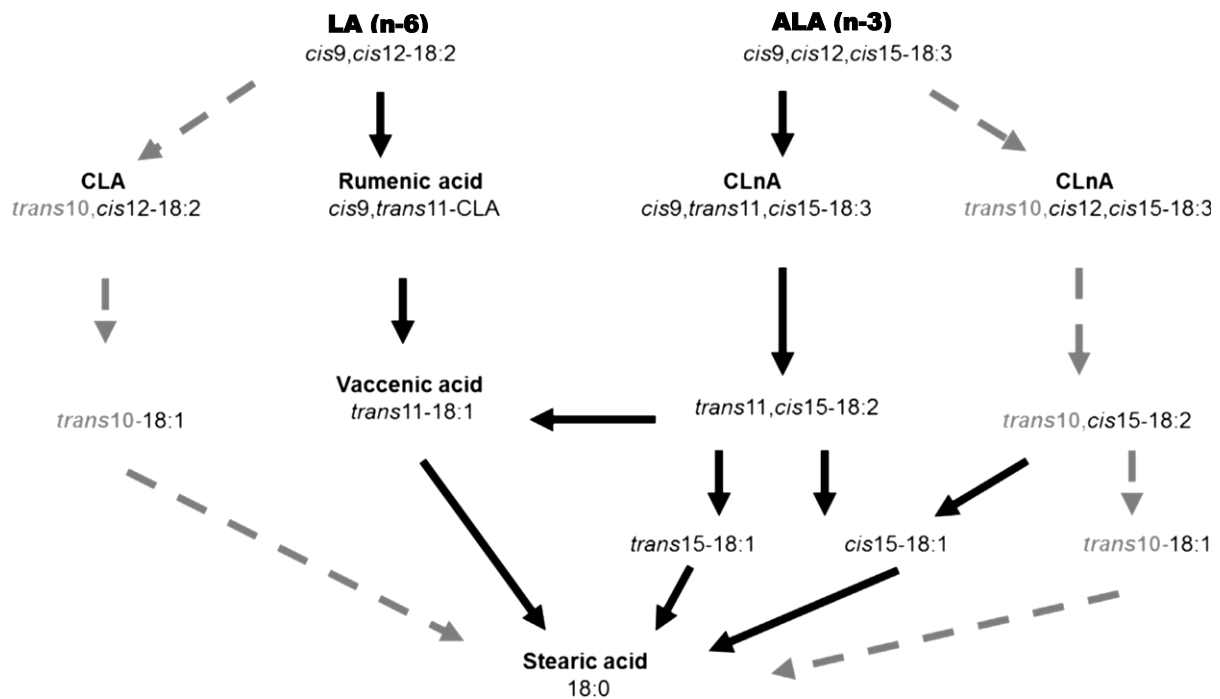 LA (n-6)
cis9,cis12-18:2
ALA (n-3)
cis9,cis12,cis15-18:3
CLA
trans10,cis12-18:2
Rumenic acid
cis9,trans11-CLA
CLnA
cis9,trans11,cis15-18:3
CLnA
trans10,cis12,cis15-18:3
trans10-18:1
Vaccenic acid
trans11-18:1
trans11,cis15-18:2
trans10,cis15-18:2
trans15-18:1
cis15-18:1
trans10-18:1
Stearic acid
18:0